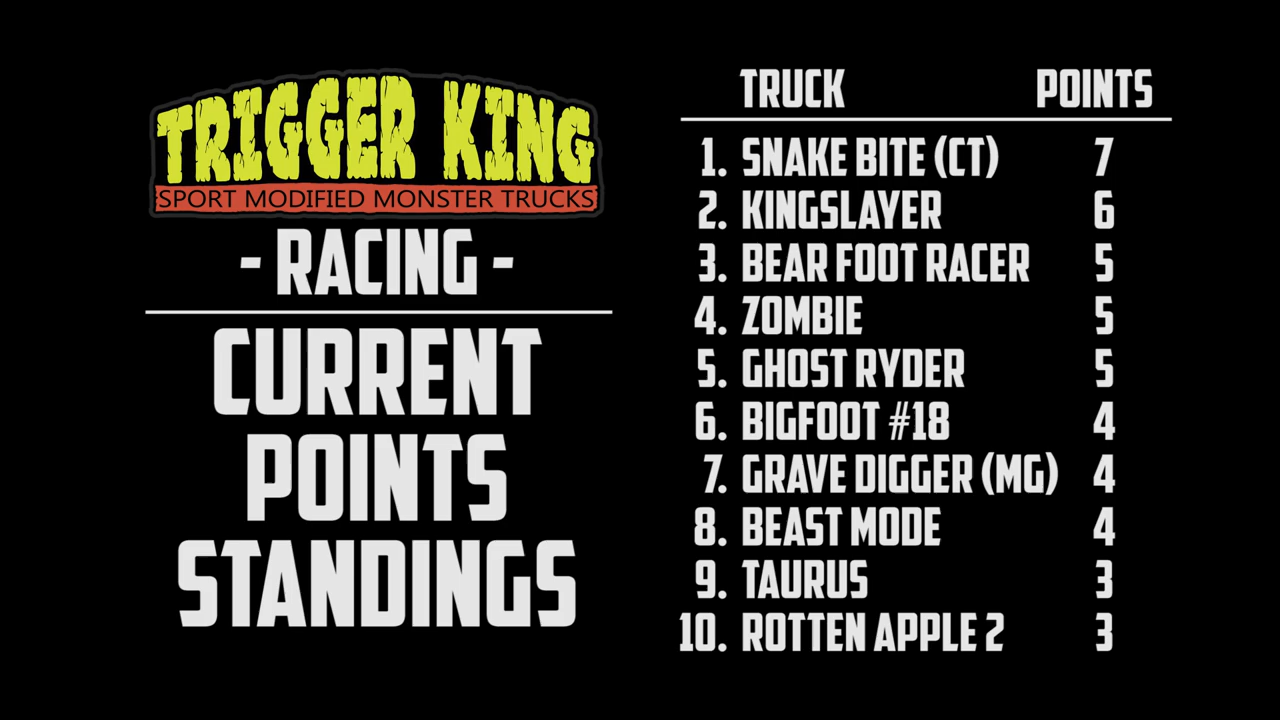 TRIGGER KING
SPORT MODIFIED MONSTER TRUCKS
- RACING -
CURRENT
POINTS
STANDINGS
TRUCK POINTS
1. SNAKE BITE (CT) 7
2. KINGSLAYER 6
3. BEAR FOOT RACER 5
4. ZOMBIE 5
5. GHOST RYDER 5
6. BIGFOOT #18 4
7. GRAVE DIGGER (MG) 4
8. BEAST MODE 4
9. TAURUS 3
10. ROTTEN APPLE 2 3